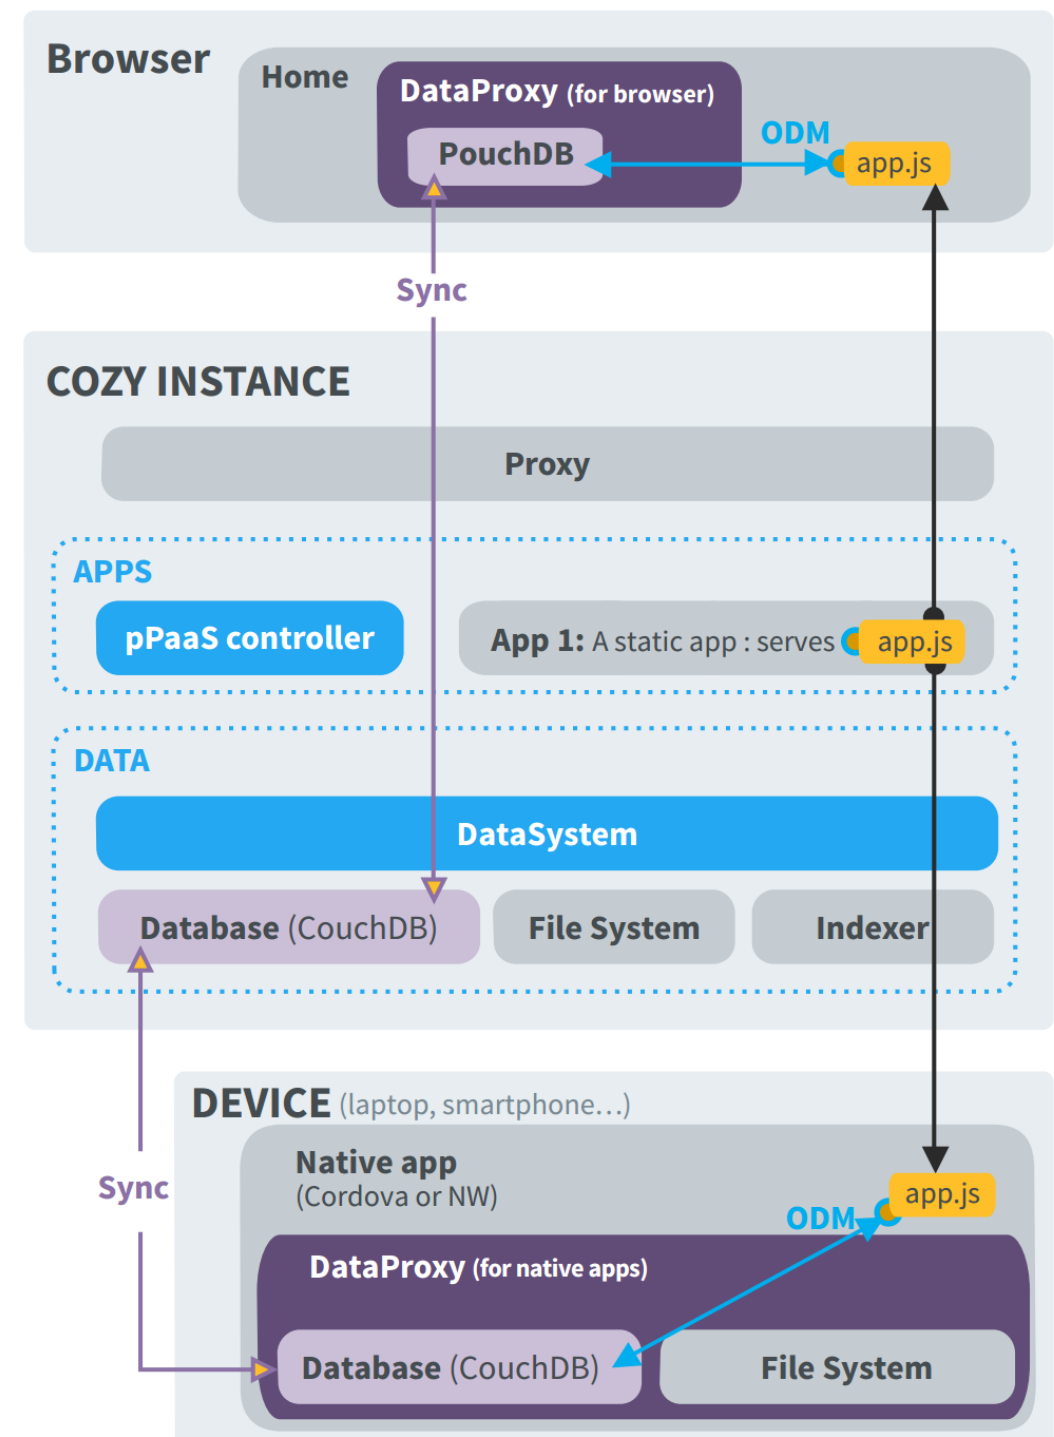 Browser
Home
DataProxy (for browser)
PouchDB
ODM
app.js
Sync
COZY INSTANCE
Proxy
APPS
pPaaS controller
App 1: A static app : serves
app.js
DATA
DataSystem
Database (CouchDB)
File System
Indexer
DEVICE (laptop, smartphone...)
Native app
(Cordova or NW)
Sync
app.js
ODM
DataProxy (for native apps)
Database (CouchDB)
File System